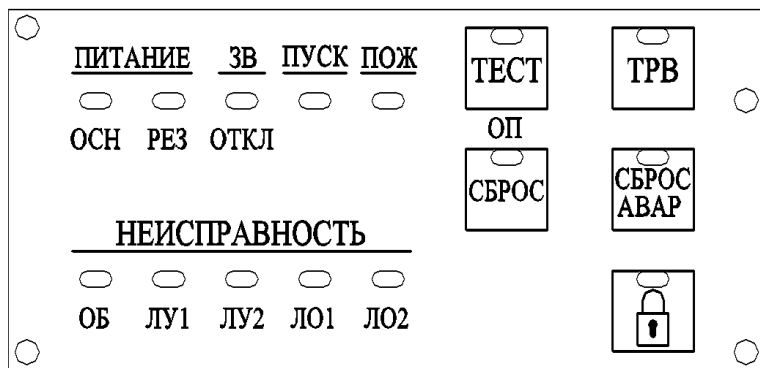 ПИТАНИЕ ЗВ ПУСК ПОЖ
ОСН РЕЗ ОТКЛ
ТЕСТ ТРВ
ОП
СБРОС СБРОС
АВАР
НЕИСПРАВНОСТЬ
ОБ ЛУ1 ЛУ2 ЛО1 ЛО2